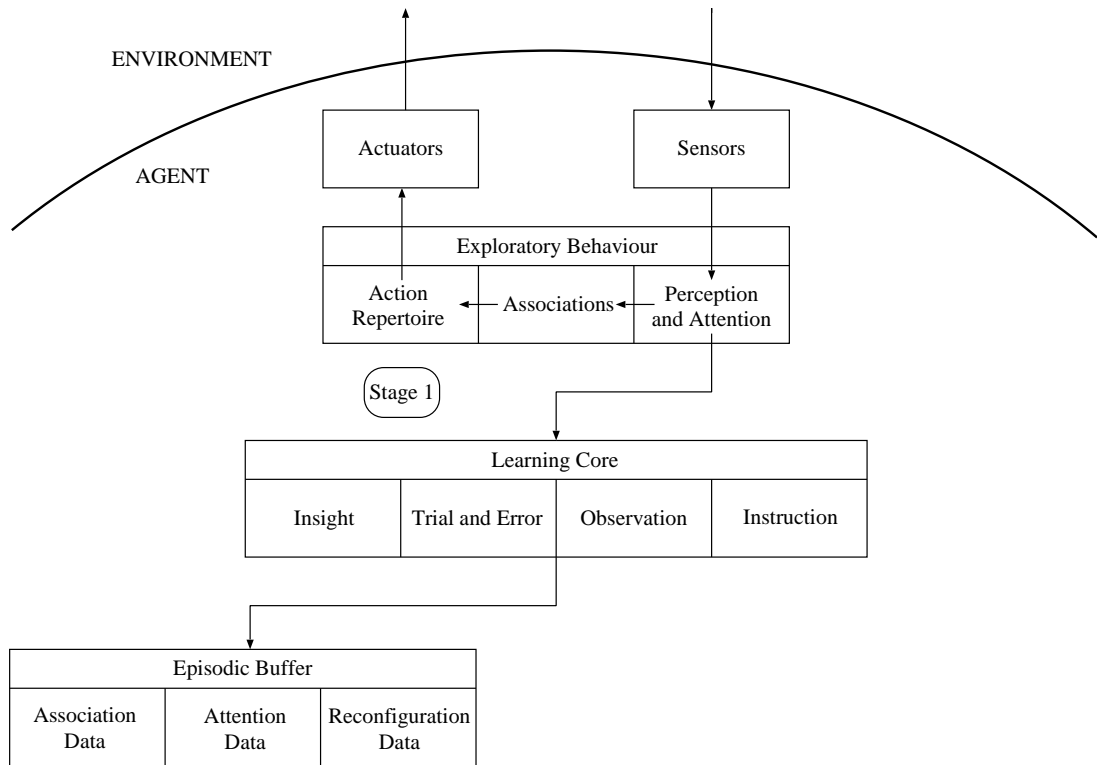 ENVIRONMENT
AGENT
Actuators
Sensors
Exploratory Behaviour
Action
Repertoire
Associations
Perception
and Attention
Stage 1
Learning Core
Insight
Trial and Error
Observation
Instruction
Episodic Buffer
Association
Data
Attention
Data
Reconfiguration
Data